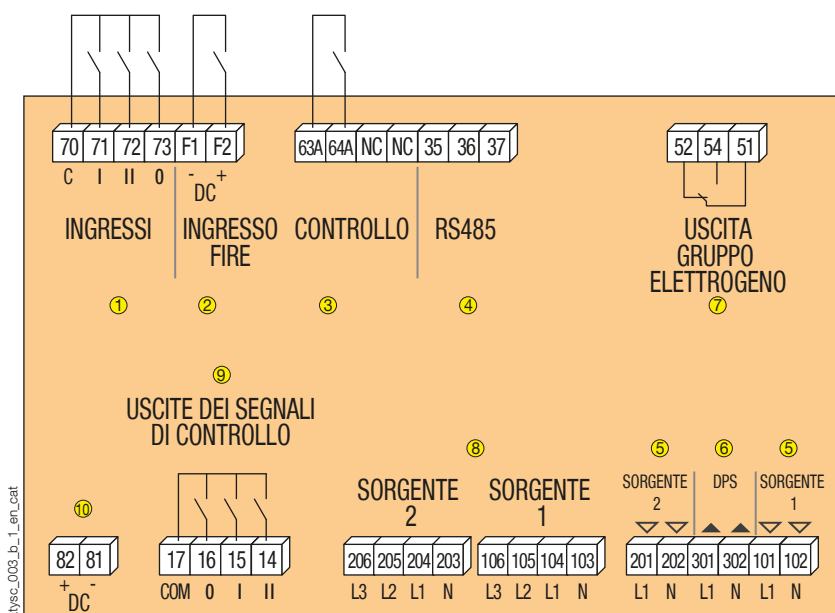 70 71 72 73 F1 F2
C I II 0 - +
DC
INGRESSI
INGRESSO
FIRE
63A 64A NC NC 35 36 37
CONTROLLO RS485
52 54 51
USCITA
GRUPPO
ELETTROGENO
1 2 3 4 7
9
USCITE DEI SEGNALI
DI CONTROLLO
10
82 81
+ -
DC
17 16 15 14
COM 0 I II
8
SORGENTE
2
SORGENTE
1
206 205 204 203
L3 L2 L1 N
106 105 104 103
L3 L2 L1 N
5 6 5
SORGENTE
2
DPS
SORGENTE
1
201 202 301 302 101 102
L1 N L1 N L1 N
tysc_003_b_1_en_cat